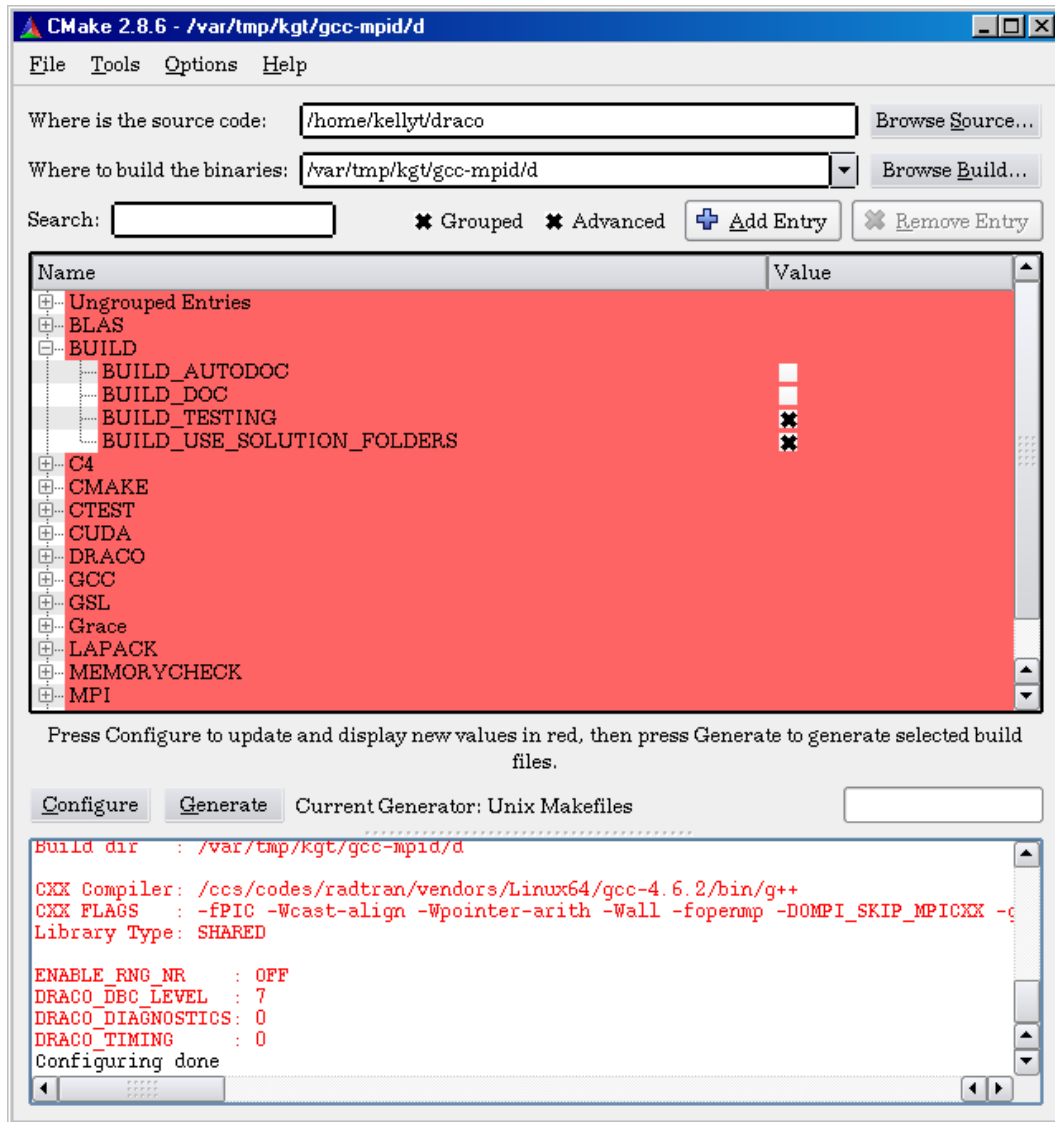 CMake 2.8.6 - /var/tmp/kgt/gcc-mpid/d
File Tools Options Help
Where is the source code: /home/kellyt/draco Browse Source...
Where to build the binaries: /var/tmp/kgt/gcc-mpid/d Browse Build...
Search: Grouped Advanced Add Entry Remove Entry
Name Value
Ungrouped Entries
BLAS
BUILD
BUILD_AUTODOC
BUILD_DOC
BUILD_TESTING
BUILD_USE_SOLUTION_FOLDERS
C4
CMAKE
CTEST
CUDA
DRACO
GCC
GSL
Grace
LAPACK
MEMORYCHECK
MPI
Press Configure to update and display new values in red, then press Generate to generate selected build
files.
Configure Generate Current Generator: Unix Makefiles
Build dir : /var/tmp/kgt/gcc-mpid/d
CXX Compiler: /ccs/codes/radtran/vendors/Linux64/gcc-4.6.2/bin/g++
CXX FLAGS : -fPIC -Wcast-align -Wpointer-arith -Wall -fopenmp -DOMPI_SKIP_MPICXX -g
Library Type: SHARED
ENABLE_RNG_NR : OFF
DRACO_DBC_LEVEL : 7
DRACO_DIAGNOSTICS: 0
DRACO_TIMING : 0
Configuring done